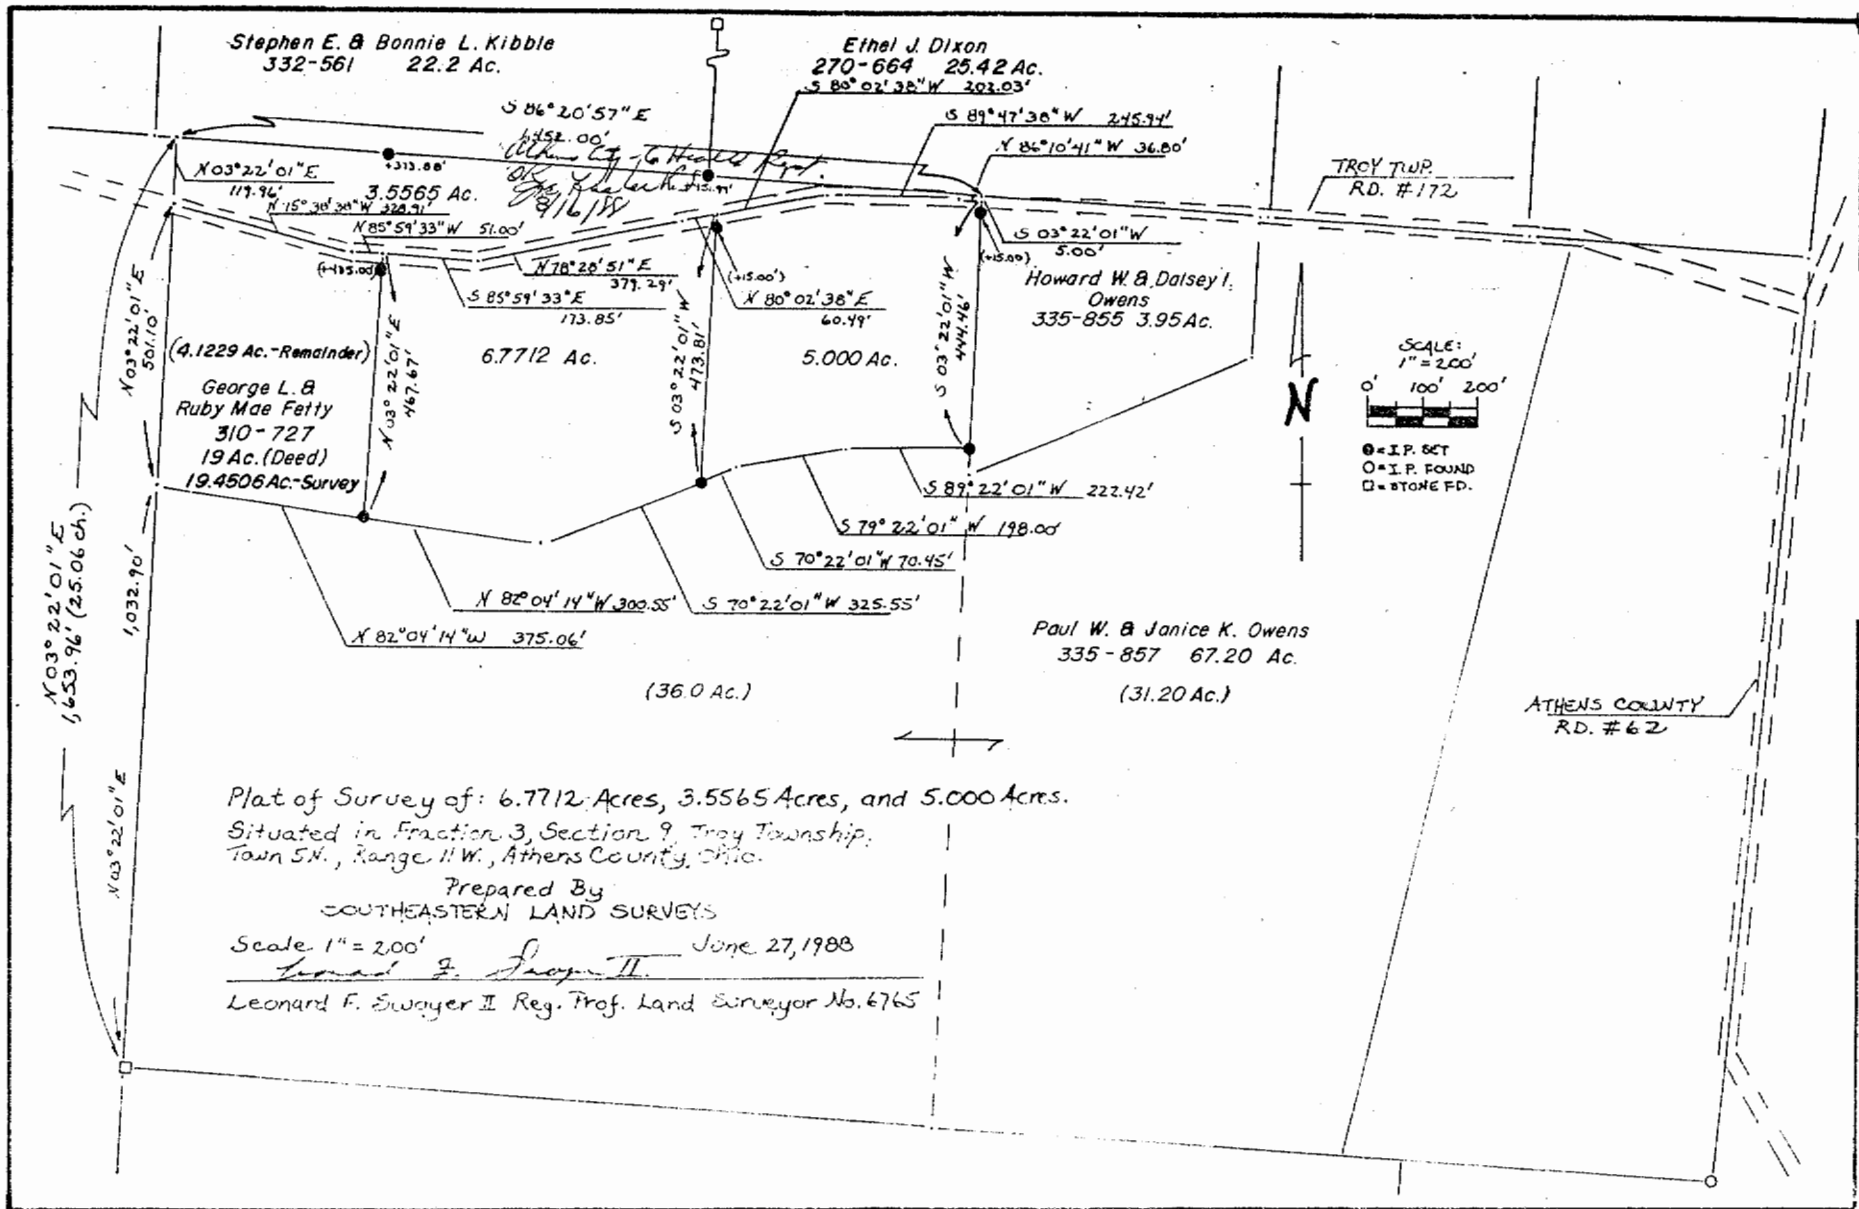 Stephen E. & Bonnie L. Kibble
332-561 22.2 Ac.
Ethel J. Dixon
270-664 25.42 Ac.
S 80° 02' 38" W 202.03'
S 86° 20' 57" E
1,452.00'
S 89° 47' 38" W 245.94'
N 86° 10' 41" W 36.80'
TROY TWP.
RD. #172
+313.88'
N 03° 22' 01" E
119.96'
3.5565 Ac.
OK
9/6/88
N 75° 38' 38" W 328.91'
N 85° 59' 33" W 51.00'
S 03° 22' 01" W
5.00'
(+15.00)
N 78° 28' 51" E
379.29'
(+15.00')
S 85° 59' 33" E
173.85'
N 80° 02' 38" E
60.49'
Howard W. & Daisey I.
Owens
335-855 3.95 Ac.
N 03° 22' 01" E
501.10'
N 03° 22' 01" E
467.67'
S 03° 22' 01" W
473.81'
S 03° 22' 01" W
444.46'
(4.1229 Ac.-Remainder)
6.7712 Ac.
5.000 Ac.
George L. &
Ruby Mae Fetty
310-727
19 Ac. (Deed)
19.4506 Ac.-Survey
SCALE:
1" = 200'
0' 100' 200'
N
= I.P. SET
= I.P. FOUND
= STONE FD.
S 89° 22' 01" W 222.42'
S 79° 22' 01" W 198.00'
S 70° 22' 01" W 70.45'
N 82° 04' 14" W 300.55'
S 70° 22' 01" W 325.55'
N 82° 04' 14" W 375.06'
N 03° 22' 01" E
1,653.96' (25.06 ch.)
1,032.90'
N 03° 22' 01" E
Paul W. & Janice K. Owens
335-857 67.20 Ac.
(36.0 Ac.)
(31.20 Ac.)
ATHENS COUNTY
RD. #62
Plat of Survey of: 6.7712 Acres, 3.5565 Acres, and 5.000 Acres.
Situated in Fraction 3, Section 9, Troy Township,
Town 5N., Range 11 W., Athens County, Ohio.
Prepared By
SOUTHEASTERN LAND SURVEYS
Scale 1" = 200' June 27, 1988
Leonard F. Swoyer II
Leonard F. Swoyer II Reg. Prof. Land Surveyor No. 6765